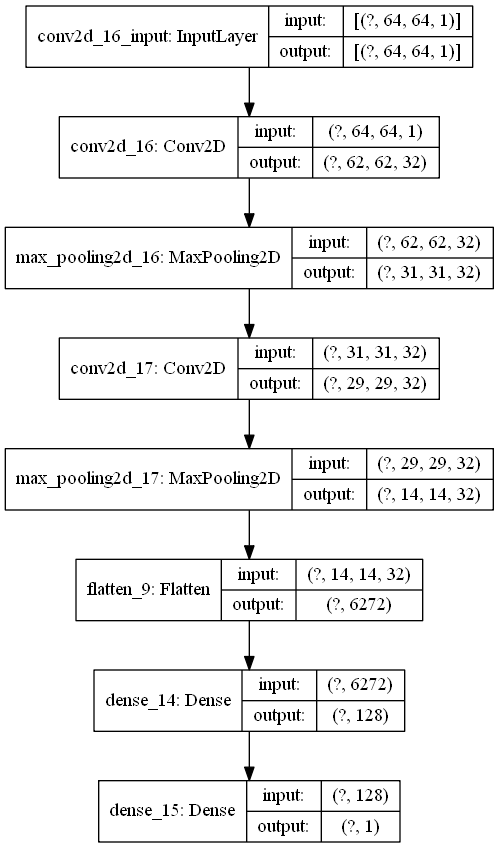 conv2d_16_input: InputLayer
input: [(?, 64, 64, 1)]
output: [(?, 64, 64, 1)]
conv2d_16: Conv2D
input: (?, 64, 64, 1)
output: (?, 62, 62, 32)
max_pooling2d_16: MaxPooling2D
input: (?, 62, 62, 32)
output: (?, 31, 31, 32)
conv2d_17: Conv2D
input: (?, 31, 31, 32)
output: (?, 29, 29, 32)
max_pooling2d_17: MaxPooling2D
input: (?, 29, 29, 32)
output: (?, 14, 14, 32)
flatten_9: Flatten
input: (?, 14, 14, 32)
output: (?, 6272)
dense_14: Dense
input: (?, 6272)
output: (?, 128)
dense_15: Dense
input: (?, 128)
output: (?, 1)